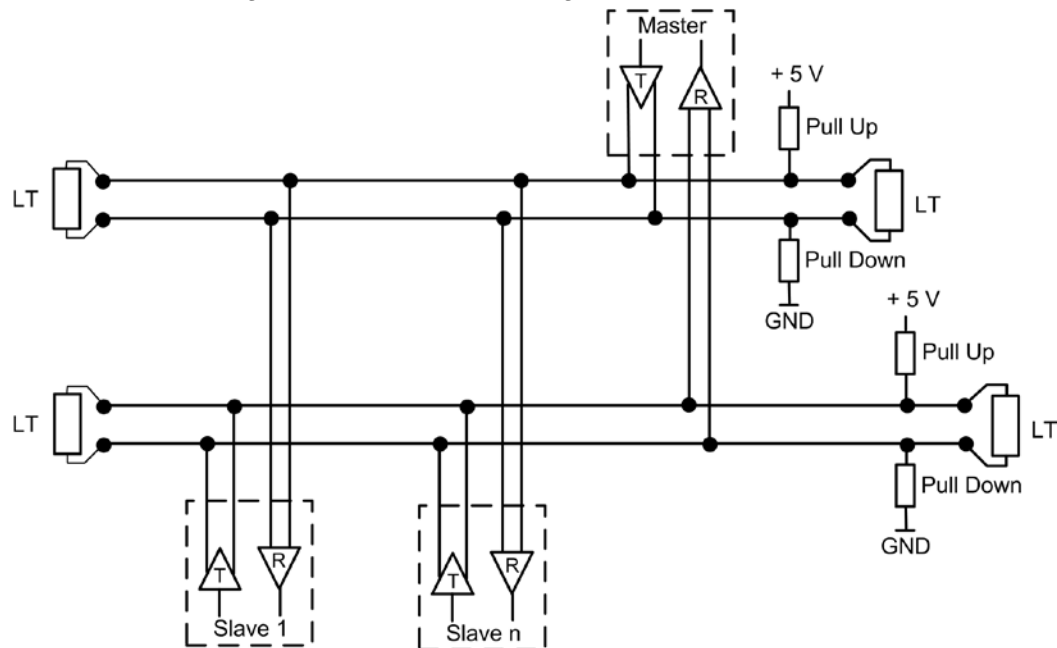 Master
T
R
+ 5 V
Pull Up
LT
LT
Pull Down
GND
+ 5 V
Pull Up
LT
LT
Pull Down
GND
T
R
T
R
Slave 1
Slave n